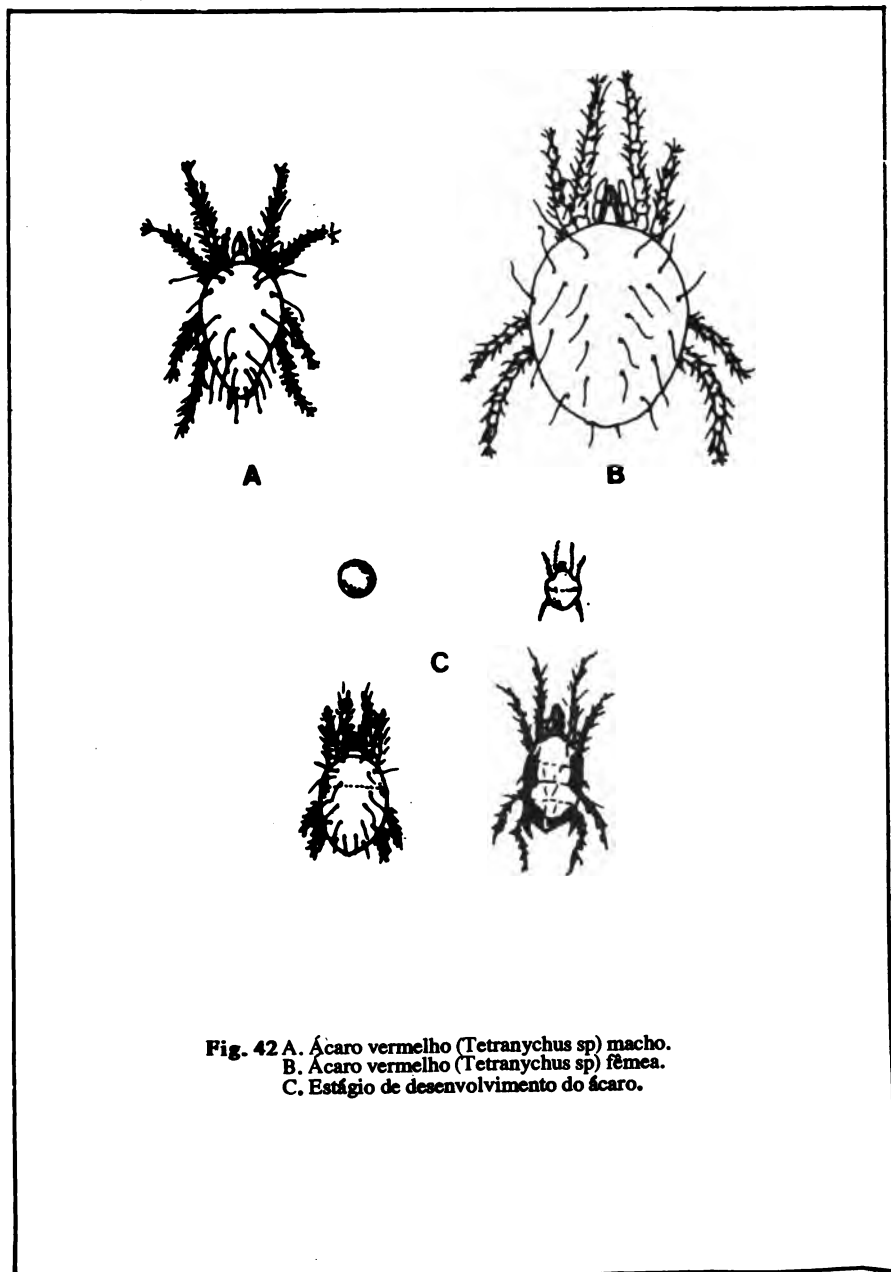 A
B
C
Fig. 42 A. Ácaro vermelho (Tetranychus sp) macho.
B. Ácaro vermelho (Tetranychus sp) fêmea.
C. Estágio de desenvolvimento do ácaro.